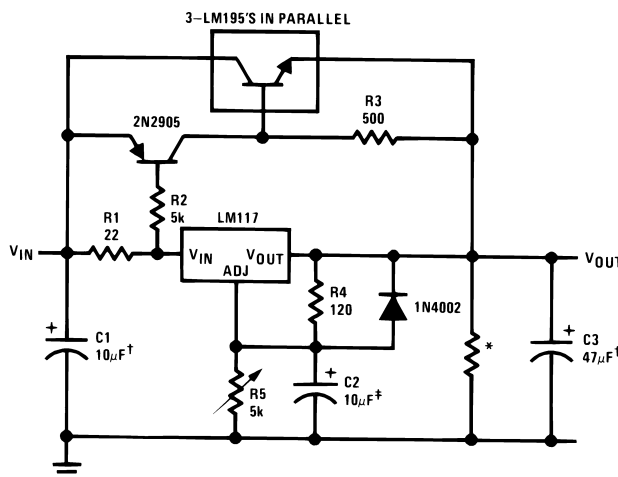 3–LM195'S IN PARALLEL
2N2905
R3
500
R2
5k
R1
22
LM117
VIN
VIN
VOUT
ADJ
VOUT
R4
120
1N4002
+
C1
10μF†
R5
5k
+
C2
10μF‡
*
+
C3
47μF†